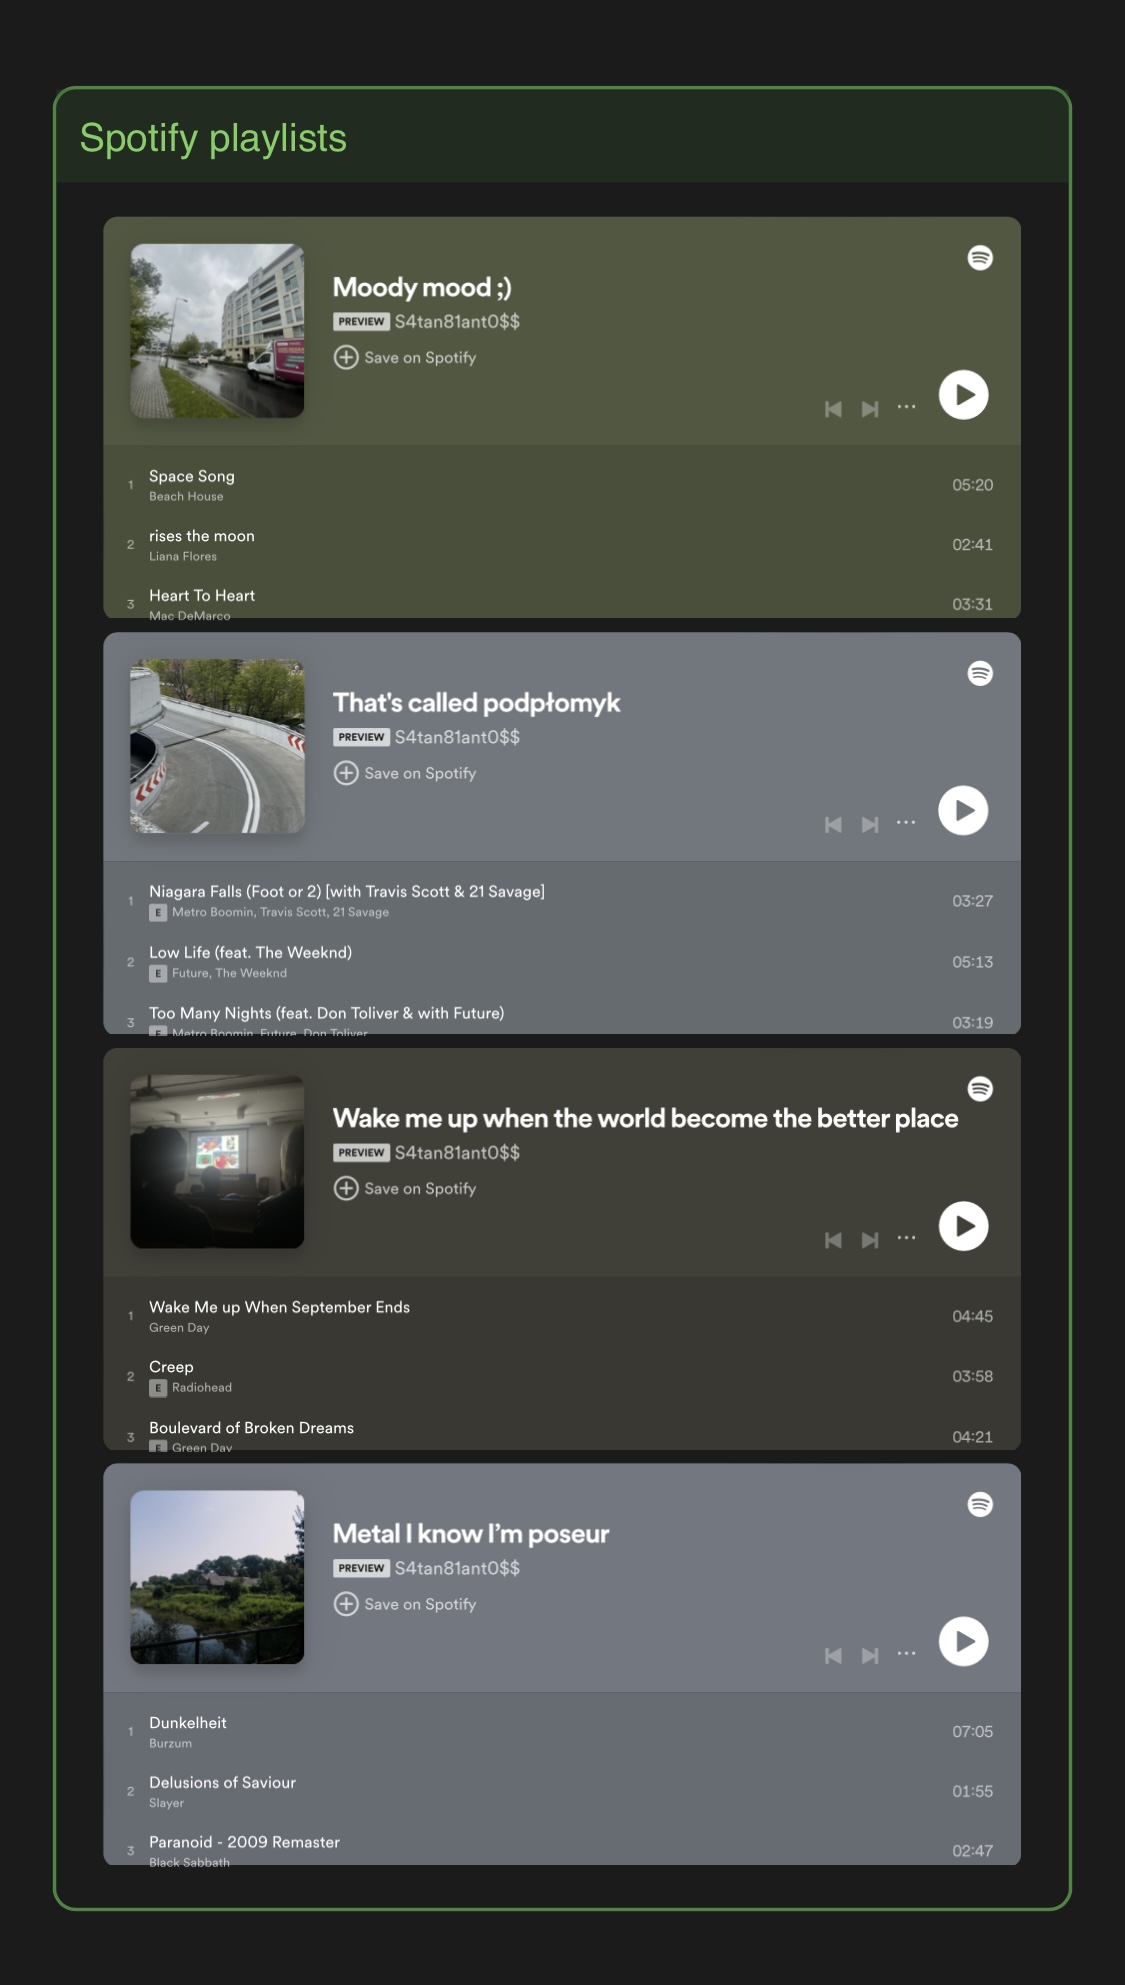 Spotify playlists
Moody mood ;)
PREVIEW S4tan81ant0$$
Save on Spotify
1 Space Song 05:20
Beach House
2 rises the moon 02:41
Liana Flores
3 Heart To Heart 03:31
Mac DeMarco
That's called podpłomyk
PREVIEW S4tan81ant0$$
Save on Spotify
1 Niagara Falls (Foot or 2) [with Travis Scott & 21 Savage] 03:27
E Metro Boomin, Travis Scott, 21 Savage
2 Low Life (feat. The Weeknd) 05:13
E Future, The Weeknd
3 Too Many Nights (feat. Don Toliver & with Future) 03:19
E Metro Boomin, Future, Don Toliver
Wake me up when the world become the better place
PREVIEW S4tan81ant0$$
Save on Spotify
1 Wake Me up When September Ends 04:45
Green Day
2 Creep 03:58
E Radiohead
3 Boulevard of Broken Dreams 04:21
E Green Day
Metal I know I’m poseur
PREVIEW S4tan81ant0$$
Save on Spotify
1 Dunkelheit 07:05
Burzum
2 Delusions of Saviour 01:55
Slayer
3 Paranoid - 2009 Remaster 02:47
Black Sabbath